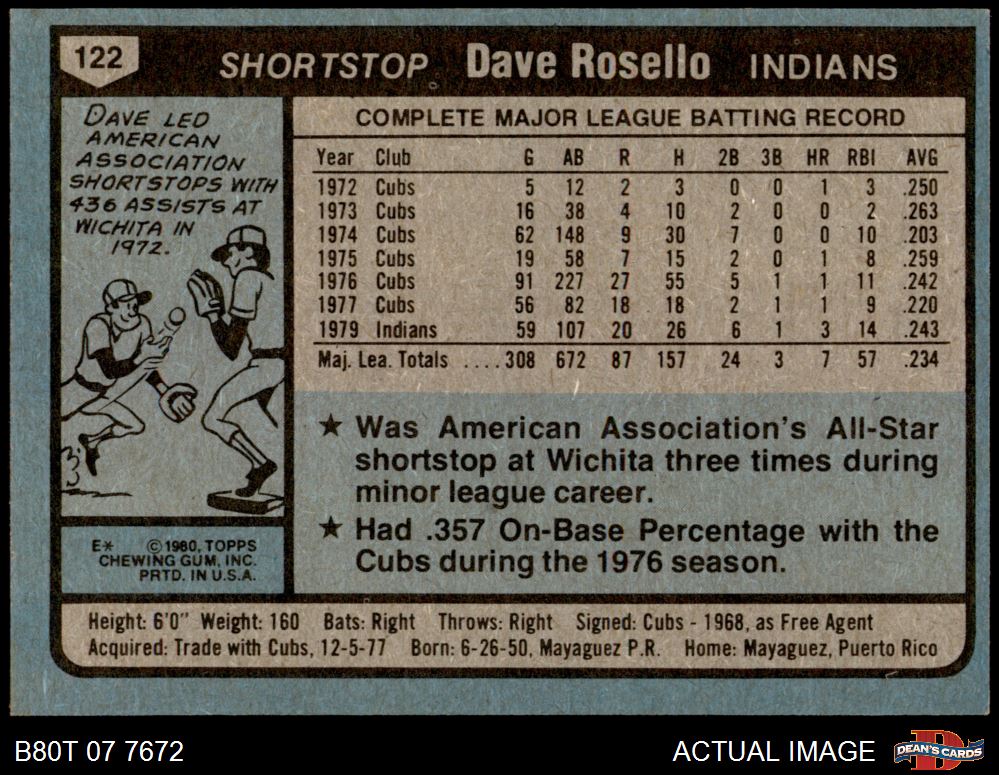 122
SHORTSTOP Dave Rosello INDIANS
DAVE LED
AMERICAN
ASSOCIATION
SHORTSTOPS WITH
436 ASSISTS AT
WICHITA IN
1972.
E* ©1980, TOPPS
CHEWING GUM, INC.
PRTD. IN U.S.A.
COMPLETE MAJOR LEAGUE BATTING RECORD
Year Club G AB R H 2B 3B HR RBI AVG
1972 Cubs 5 12 2 3 0 0 1 3 .250
1973 Cubs 16 38 4 10 2 0 0 2 .263
1974 Cubs 62 148 9 30 7 0 0 10 .203
1975 Cubs 19 58 7 15 2 0 1 8 .259
1976 Cubs 91 227 27 55 5 1 1 11 .242
1977 Cubs 56 82 18 18 2 1 1 9 .220
1979 Indians 59 107 20 26 6 1 3 14 .243
Maj. Lea. Totals ....308 672 87 157 24 3 7 57 .234
★ Was American Association's All-Star
shortstop at Wichita three times during
minor league career.
★ Had .357 On-Base Percentage with the
Cubs during the 1976 season.
Height: 6'0" Weight: 160 Bats: Right Throws: Right Signed: Cubs - 1968, as Free Agent
Acquired: Trade with Cubs, 12-5-77 Born: 6-26-50, Mayaguez P.R. Home: Mayaguez, Puerto Rico
B80T 07 7672 ACTUAL IMAGE DEAN'S CARDS